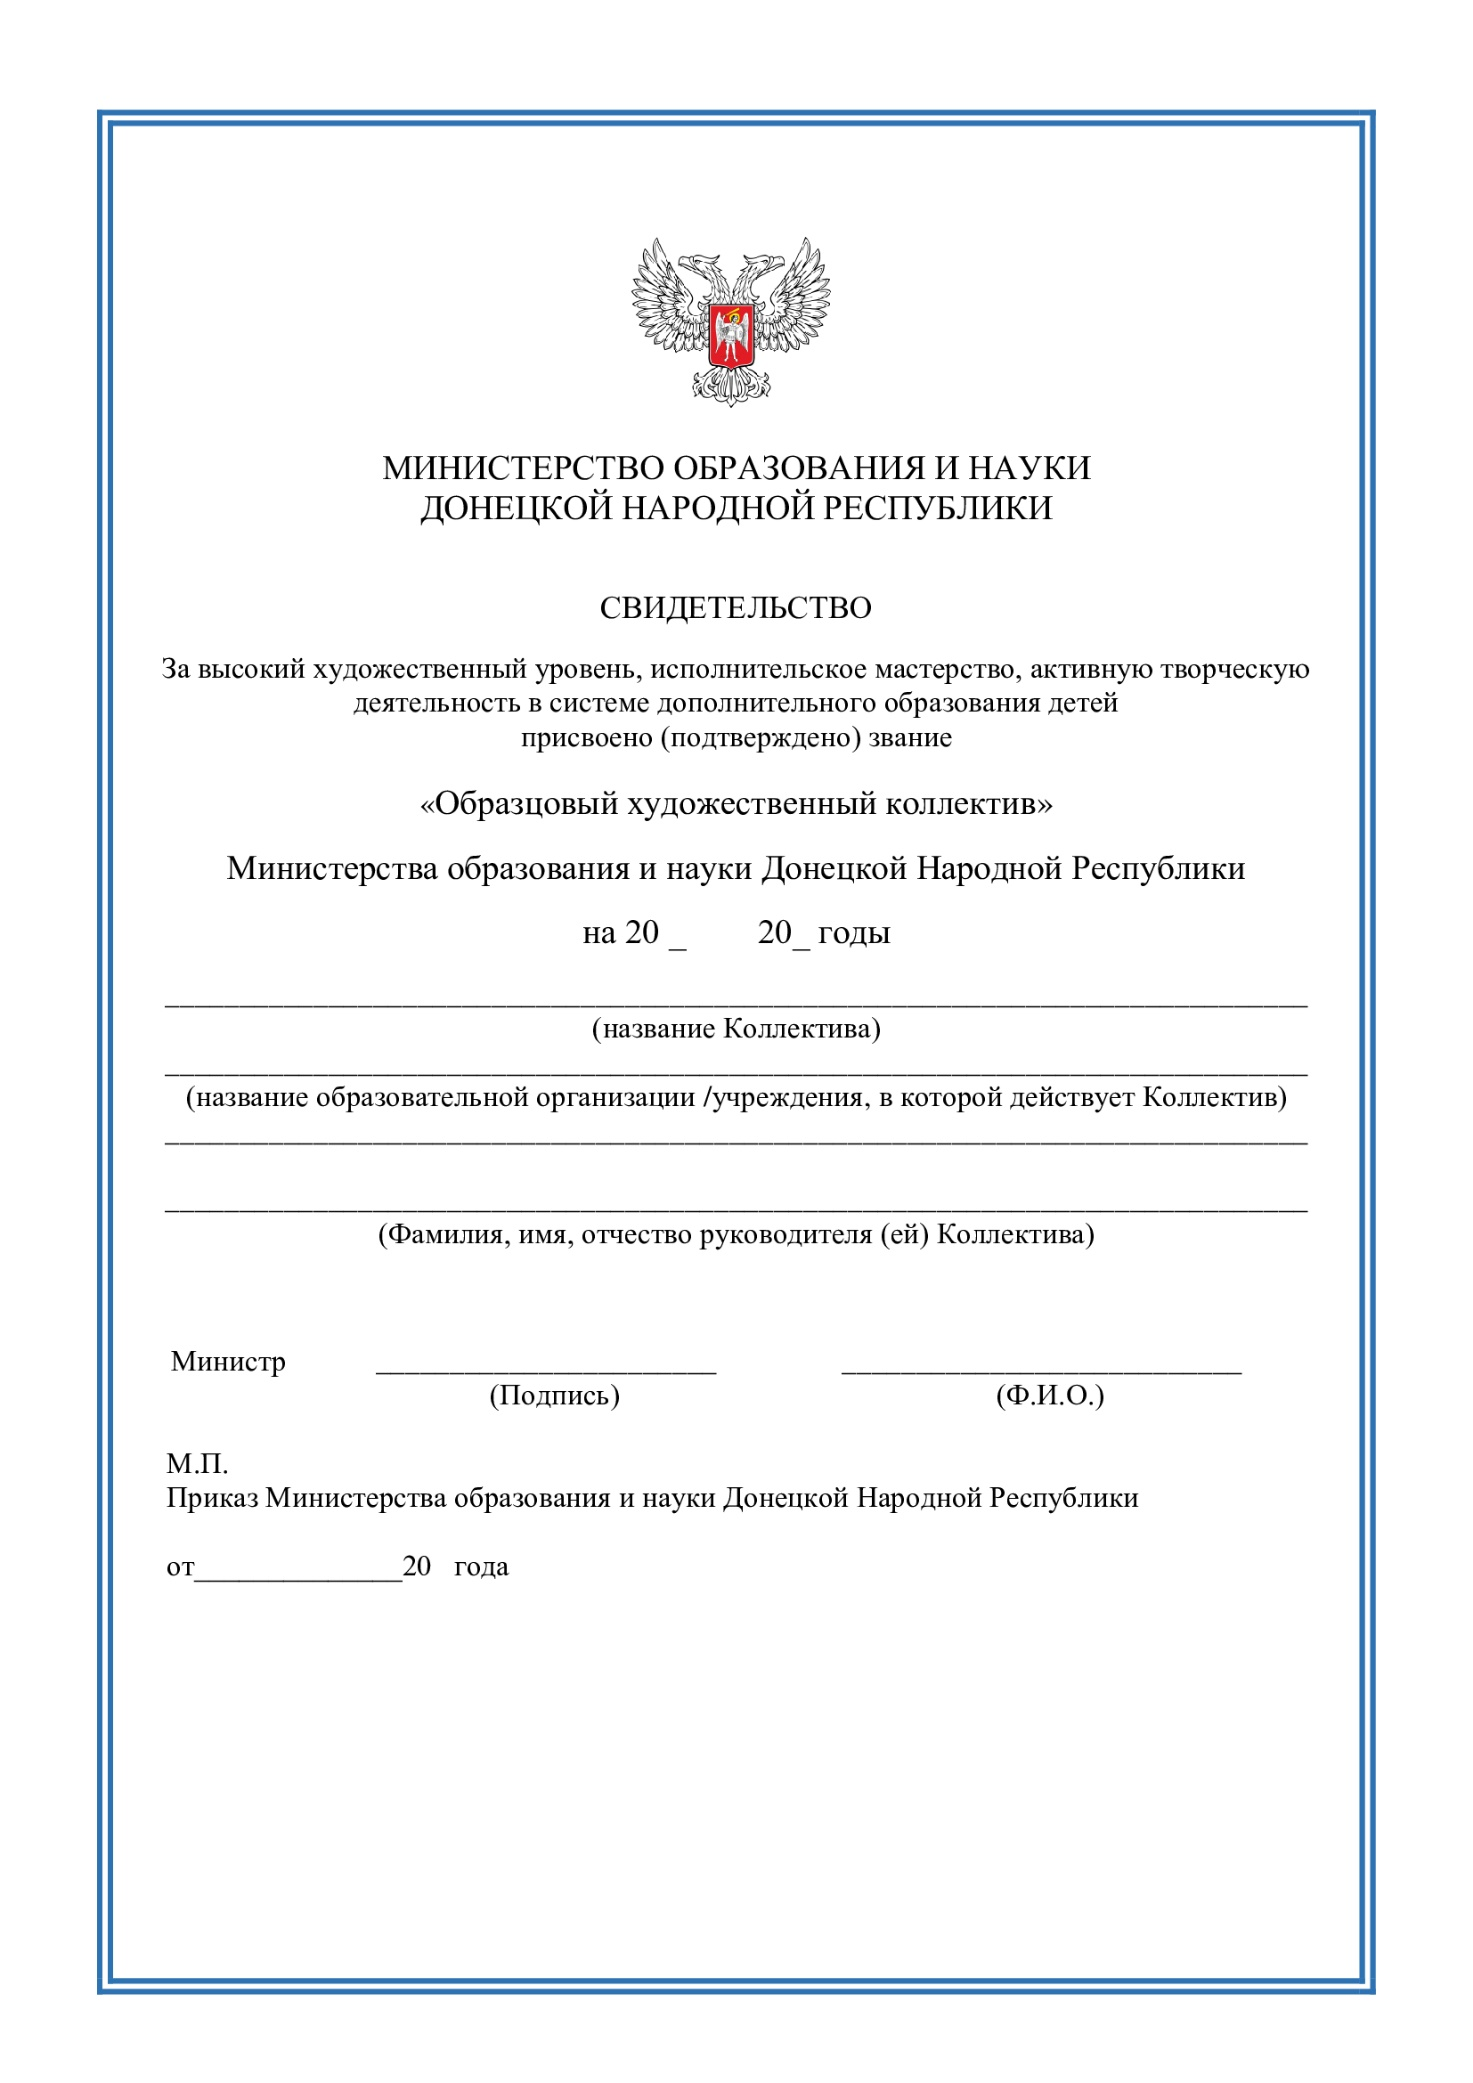 МИНИСТЕРСТВО ОБРАЗОВАНИЯ И НАУКИ
ДОНЕЦКОЙ НАРОДНОЙ РЕСПУБЛИКИ
СВИДЕТЕЛЬСТВО
За высокий художественный уровень, исполнительское мастерство, активную творческую
деятельность в системе дополнительного образования детей
присвоено (подтверждено) звание
«Образцовый художественный коллектив»
Министерства образования и науки Донецкой Народной Республики
на 20 _ 20_ годы
(название Коллектива)
(название образовательной организации /учреждения, в которой действует Коллектив)
(Фамилия, имя, отчество руководителя (ей) Коллектива)
Министр _______________________ ___________________________
(Подпись) (Ф.И.О.)
М.П.
Приказ Министерства образования и науки Донецкой Народной Республики
от______________20 года